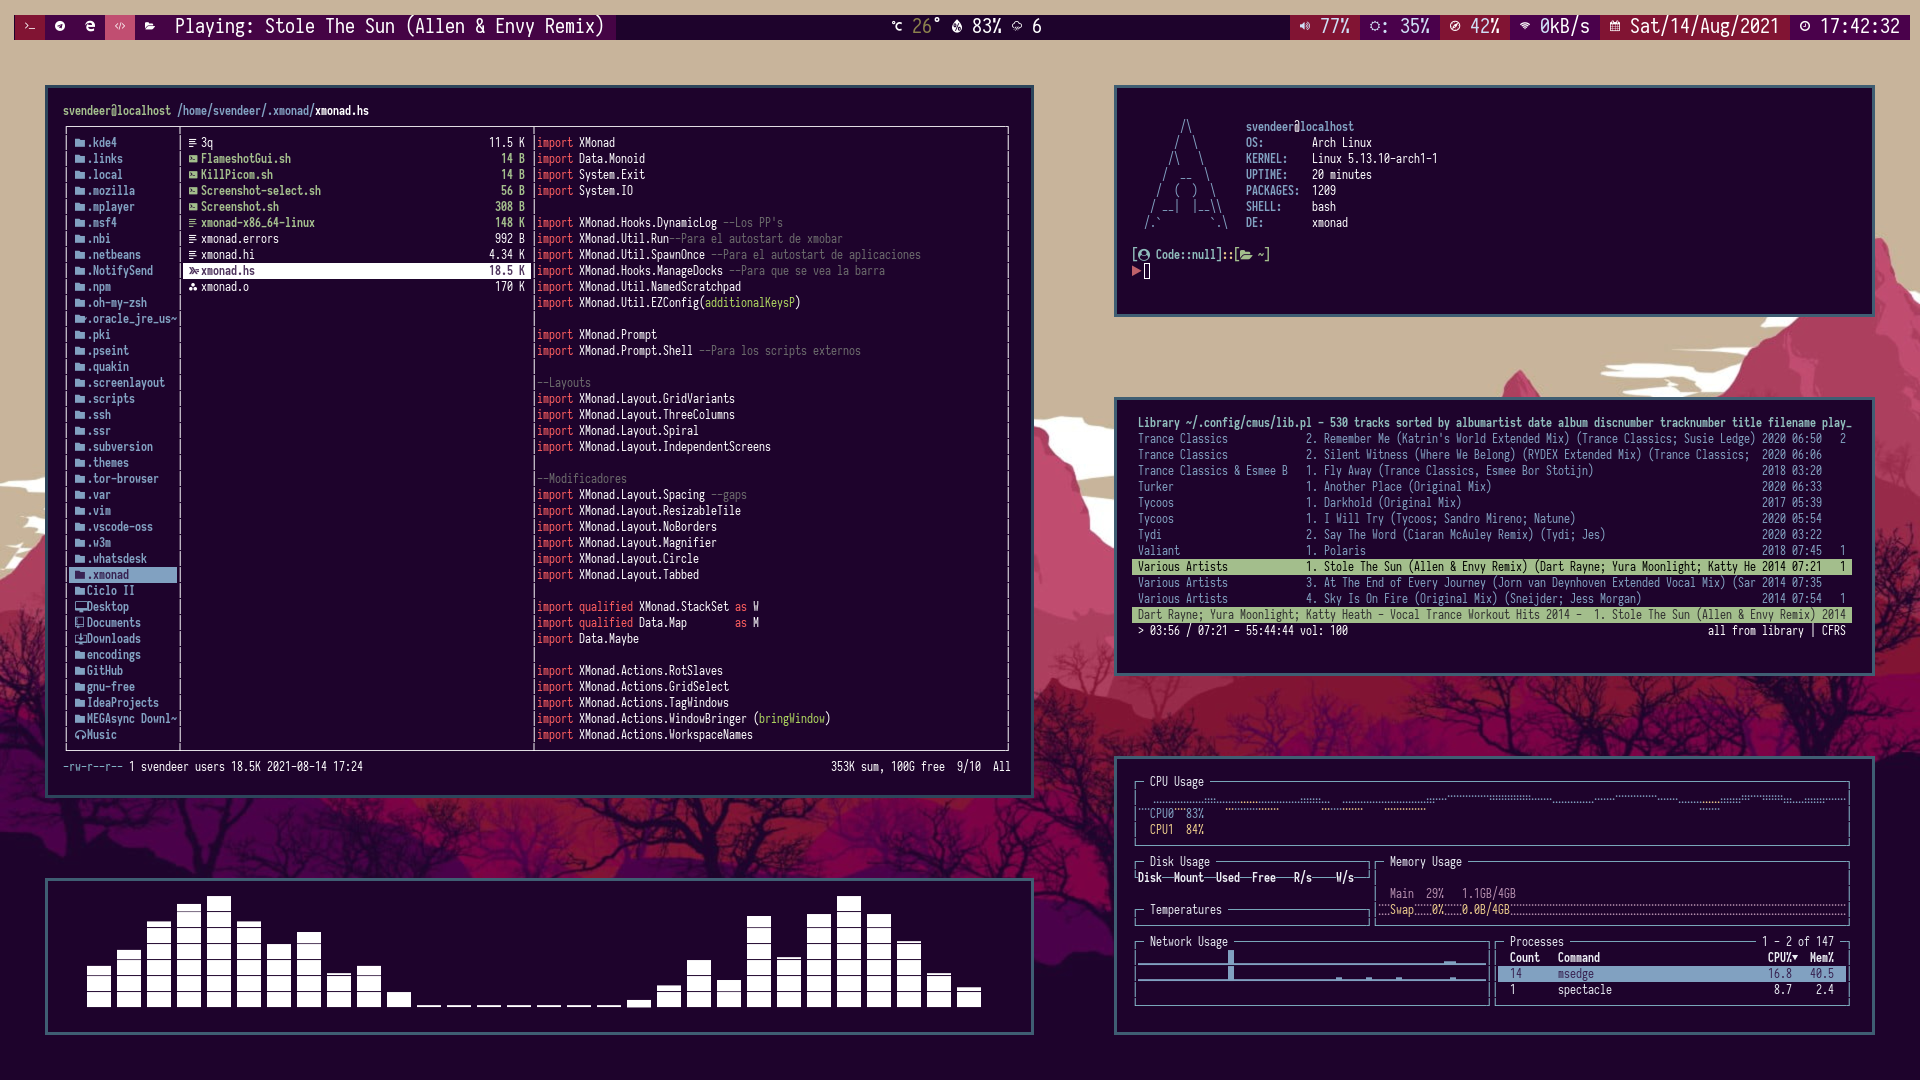 Playing: Stole The Sun (Allen & Envy Remix)
℃ 26° 83% 6
77% : 35% 42% 0kB/s Sat/14/Aug/2021 17:42:32
svendeer@localhost /home/svendeer/.xmonad/xmonad.hs
.kde4
.links
.local
.mozilla
.mplayer
.msf4
.nbi
.netbeans
.NotifySend
.npm
.oh-my-zsh
.oracle_jre_us~
.pki
.pseint
.quakin
.screenlayout
.scripts
.ssh
.ssr
.subversion
.themes
.tor-browser
.var
.vim
.vscode-oss
.w3m
.whatsdesk
.xmonad
Ciclo II
Desktop
Documents
Downloads
encodings
GitHub
gnu-free
IdeaProjects
MEGAsync Downl~
Music
3q 11.5 K
FlameshotGui.sh 14 B
KillPicom.sh 14 B
Screenshot-select.sh 56 B
Screenshot.sh 308 B
xmonad-x86_64-linux 148 K
xmonad.errors 992 B
xmonad.hi 4.34 K
xmonad.hs 18.5 K
xmonad.o 170 K
import XMonad
import Data.Monoid
import System.Exit
import System.IO
import XMonad.Hooks.DynamicLog --Los PP's
import XMonad.Util.Run--Para el autostart de xmobar
import XMonad.Util.SpawnOnce --Para el autostart de aplicaciones
import XMonad.Hooks.ManageDocks --Para que se vea la barra
import XMonad.Util.NamedScratchpad
import XMonad.Util.EZConfig(additionalKeysP)
import XMonad.Prompt
import XMonad.Prompt.Shell --Para los scripts externos
--Layouts
import XMonad.Layout.GridVariants
import XMonad.Layout.ThreeColumns
import XMonad.Layout.Spiral
import XMonad.Layout.IndependentScreens
--Modificadores
import XMonad.Layout.Spacing --gaps
import XMonad.Layout.ResizableTile
import XMonad.Layout.NoBorders
import XMonad.Layout.Magnifier
import XMonad.Layout.Circle
import XMonad.Layout.Tabbed
import qualified XMonad.StackSet as W
import qualified Data.Map as M
import Data.Maybe
import XMonad.Actions.RotSlaves
import XMonad.Actions.GridSelect
import XMonad.Actions.TagWindows
import XMonad.Actions.WindowBringer (bringWindow)
import XMonad.Actions.WorkspaceNames
-rw-r--r-- 1 svendeer users 18.5K 2021-08-14 17:24 353K sum, 100G free 9/10 All
svendeer@localhost
OS: Arch Linux
KERNEL: Linux 5.13.10-arch1-1
UPTIME: 20 minutes
PACKAGES: 1209
SHELL: bash
DE: xmonad
[ Code::null]::[ ~]
Library ~/.config/cmus/lib.pl - 530 tracks sorted by albumartist date album discnumber tracknumber title filename play_
Trance Classics 2. Remember Me (Katrin's World Extended Mix) (Trance Classics; Susie Ledge) 2020 06:50 2
Trance Classics 2. Silent Witness (Where We Belong) (RYDEX Extended Mix) (Trance Classics; 2020 06:06
Trance Classics & Esmee B 1. Fly Away (Trance Classics, Esmee Bor Stotijn) 2018 03:20
Turker 1. Another Place (Original Mix) 2020 06:33
Tycoos 1. Darkhold (Original Mix) 2017 05:39
Tycoos 1. I Will Try (Tycoos; Sandro Mireno; Natune) 2020 05:54
Tydi 2. Say The Word (Ciaran McAuley Remix) (Tydi; Jes) 2020 03:22
Valiant 1. Polaris 2018 07:45 1
Various Artists 1. Stole The Sun (Allen & Envy Remix) (Dart Rayne; Yura Moonlight; Katty He 2014 07:21 1
Various Artists 3. At The End of Every Journey (Jorn van Deynhoven Extended Vocal Mix) (Sar 2014 07:35
Various Artists 4. Sky Is On Fire (Original Mix) (Sneijder; Jess Morgan) 2014 07:54 1
Dart Rayne; Yura Moonlight; Katty Heath - Vocal Trance Workout Hits 2014 - 1. Stole The Sun (Allen & Envy Remix) 2014
> 03:56 / 07:21 - 55:44:44 vol: 100 all from library | CFRS
CPU Usage
CPU0 83%
CPU1 84%
Disk Usage
Disk Mount Used Free R/s W/s
Memory Usage
Main 29% 1.1GB/4GB
Swap 0% 0.0B/4GB
Temperatures
Network Usage
Processes 1 - 2 of 147
Count Command CPU%▼ Mem%
14 msedge 16.8 40.5
1 spectacle 8.7 2.4